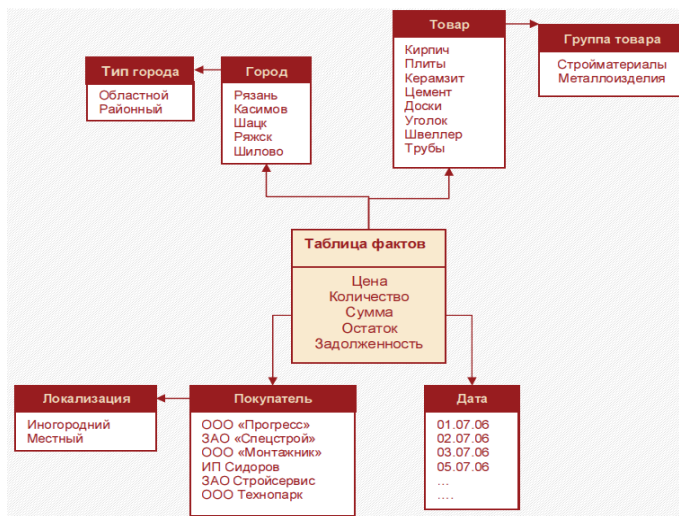 Товар
Кирпич
Плиты
Керамзит
Цемент
Доски
Уголок
Швеллер
Трубы
Группа товара
Стройматериалы
Металлоизделия
Тип города
Областной
Районный
Город
Рязань
Касимов
Шацк
Ряжск
Шилово
Таблица фактов
Цена
Количество
Сумма
Остаток
Задолженность
Локализация
Иногородний
Местный
Покупатель
ООО «Прогресс»
ЗАО «Спецстрой»
ООО «Монтажник»
ИП Сидоров
ЗАО Стройсервис
ООО Технопарк
Дата
01.07.06
02.07.06
03.07.06
05.07.06
...
....